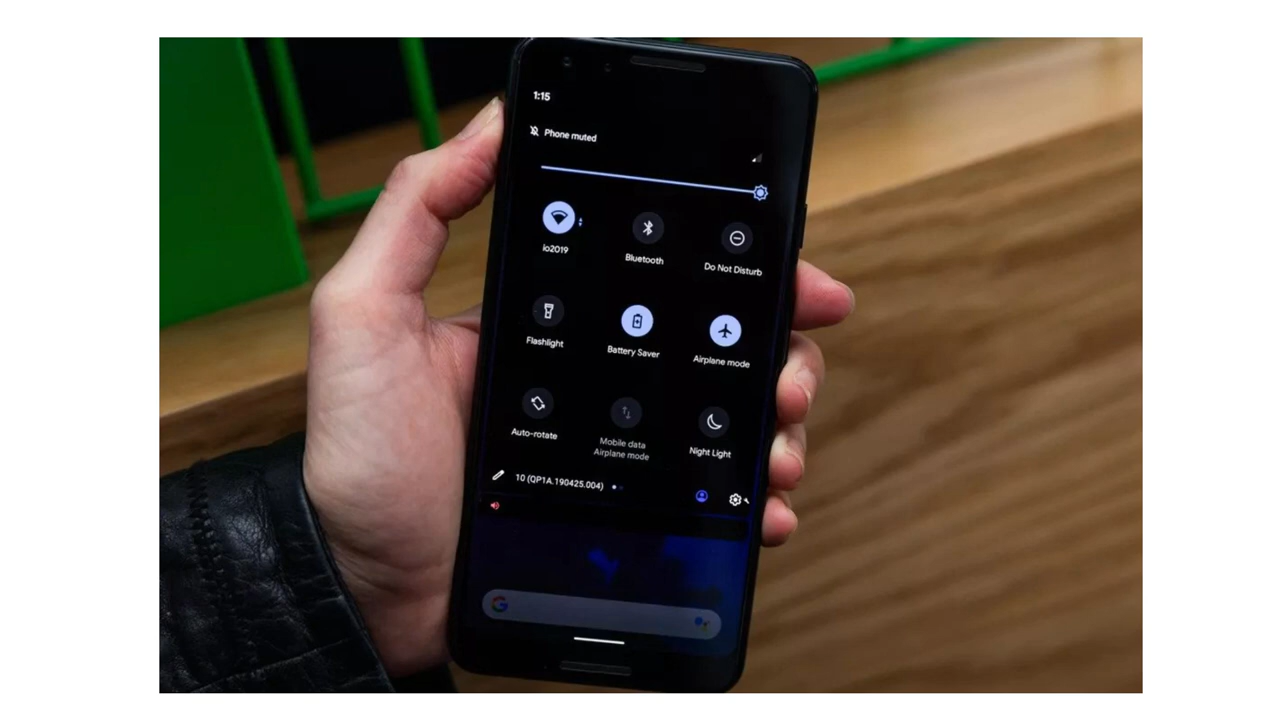 1:15
Phone muted
io2019
Bluetooth
Do Not Disturb
Flashlight
Battery Saver
Airplane mode
Auto-rotate
Mobile data
Airplane mode
Night Light
10 (QP1A.190425.004)
G